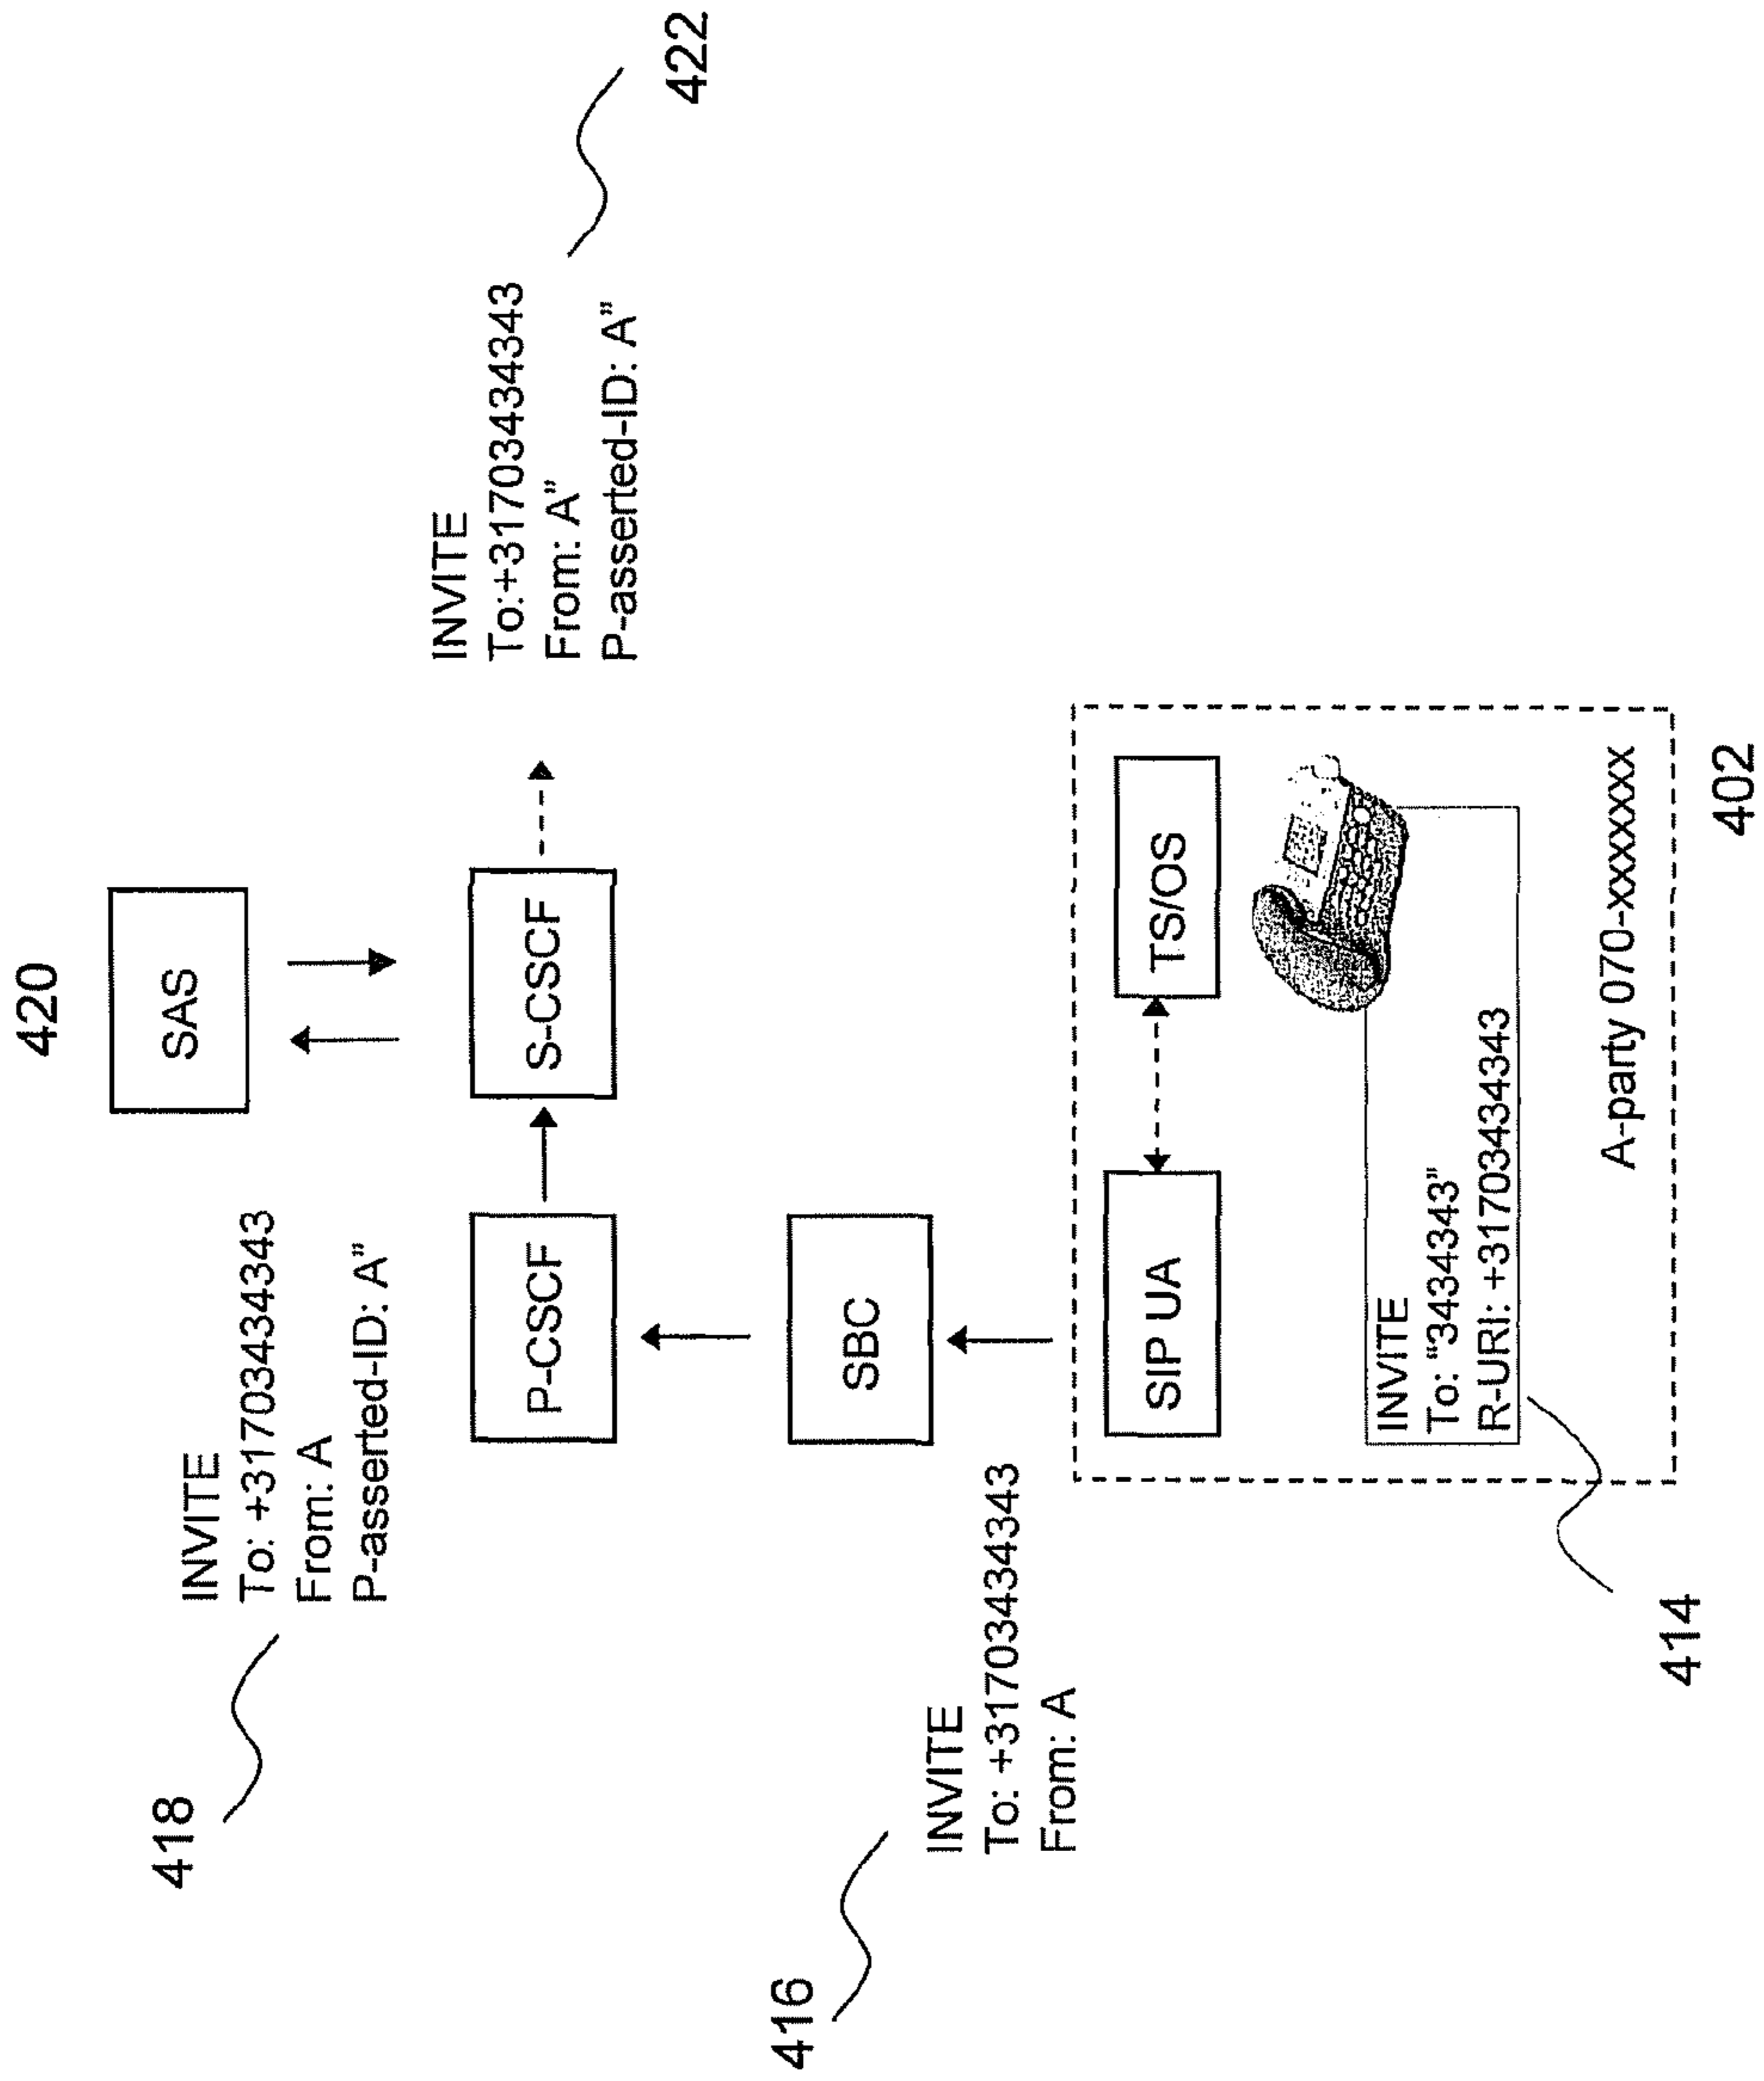 420
SAS
418
INVITE
To: +31703434343
From: A
P-asserted-ID: A”
P-CSCF
S-CSCF
INVITE
To:+31703434343
From: A”
P-asserted-ID: A”
422
416
INVITE
To: +31703434343
From: A
SBC
SIP UA
TS/OS
INVITE
To: “3434343”
R-URI: +31703434343
A-party 070-xxxxxxx
414
402